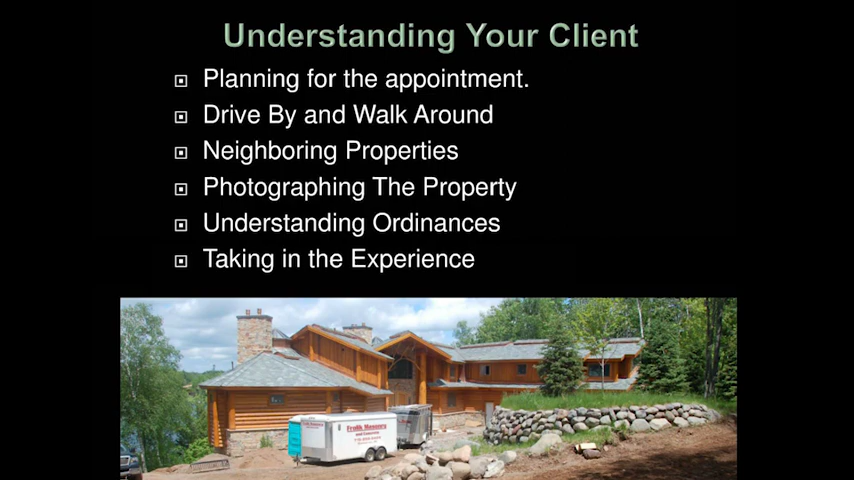 Understanding Your Client
Planning for the appointment.
Drive By and Walk Around
Neighboring Properties
Photographing The Property
Understanding Ordinances
Taking in the Experience
Masonry